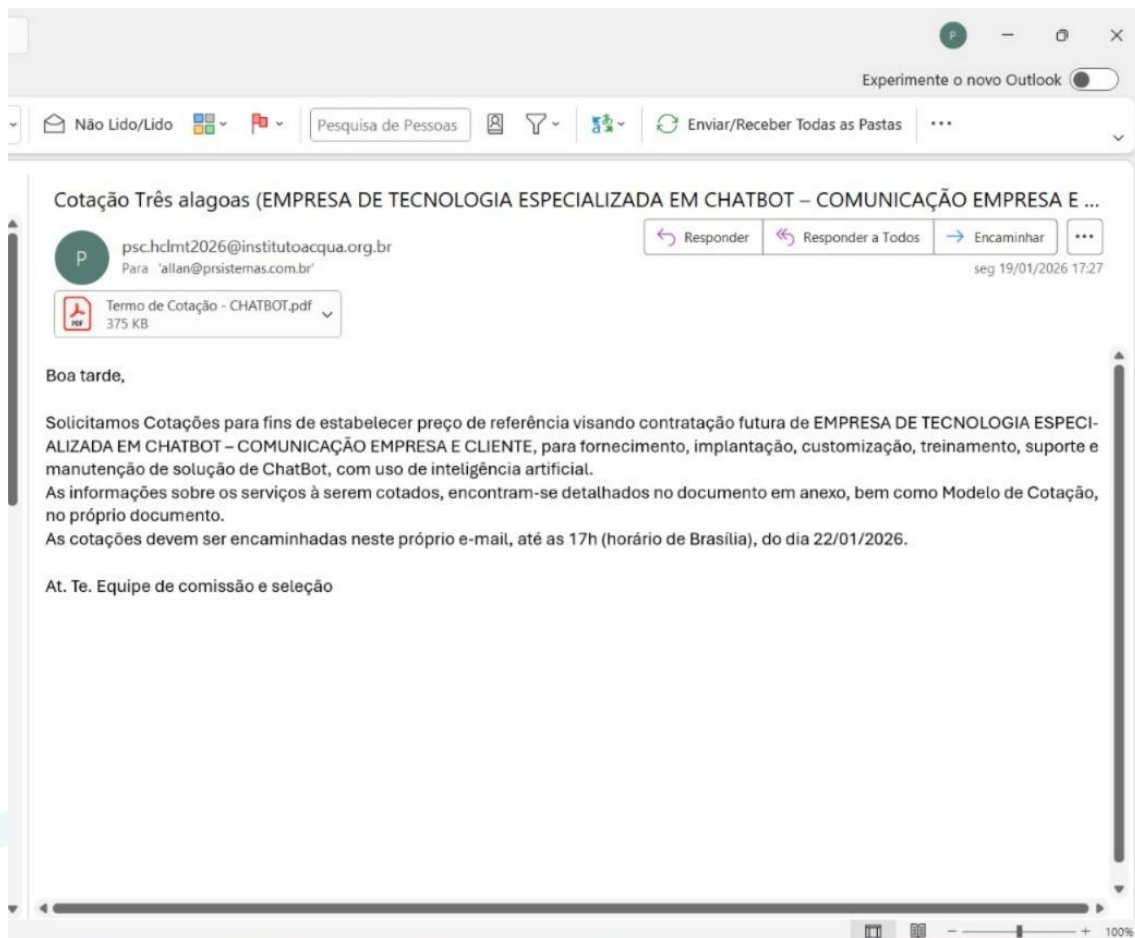 P
Experimente o novo Outlook
Não Lido/Lido
Pesquisa de Pessoas
Enviar/Receber Todas as Pastas
Cotação Três alagoas (EMPRESA DE TECNOLOGIA ESPECIALIZADA EM CHATBOT – COMUNICAÇÃO EMPRESA E ...
P
psc.hclmt2026@institutoacqua.org.br
Responder
Responder a Todos
Encaminhar
Para 'allan@prsistemas.com.br'
seg 19/01/2026 17:27
Termo de Cotação - CHATBOT.pdf
375 KB
PDF
Boa tarde,
Solicitamos Cotações para fins de estabelecer preço de referência visando contratação futura de EMPRESA DE TECNOLOGIA ESPECI-
ALIZADA EM CHATBOT – COMUNICAÇÃO EMPRESA E CLIENTE, para fornecimento, implantação, customização, treinamento, suporte e
manutenção de solução de ChatBot, com uso de inteligência artificial.
As informações sobre os serviços à serem cotados, encontram-se detalhados no documento em anexo, bem como Modelo de Cotação,
no próprio documento.
As cotações devem ser encaminhadas neste próprio e-mail, até as 17h (horário de Brasília), do dia 22/01/2026.
At. Te. Equipe de comissão e seleção
100%